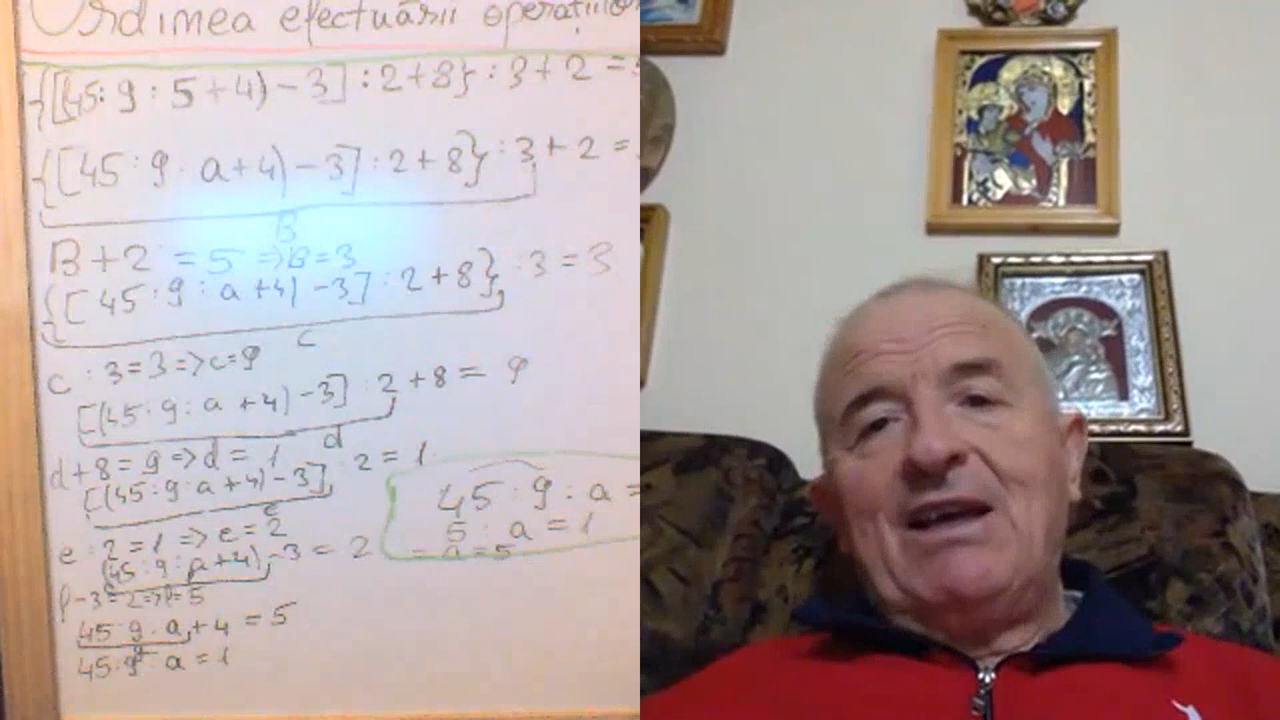 Ordinea efectuării operațiilor
{[(45:9:5+4)-3]:2+8}:3+2=
{[45:9:a+4)-3]:2+8}:3+2=
B
B+2=5=>B=3
{[45:9:a+4)-3]:2+8}:3=3
c
c:3=3=>c=9
[(45:9:a+4)-3]:2+8=9
d
d+8=9=>d=1
[(45:9:a+4)-3]:2=1
e
e:2=1=>e=2
(45:9:a+4)-3=2
f-3=2=>f=5
45:9:a+4=5
g
45:9:a=1
45:9:a=
5:a=1
=a=5